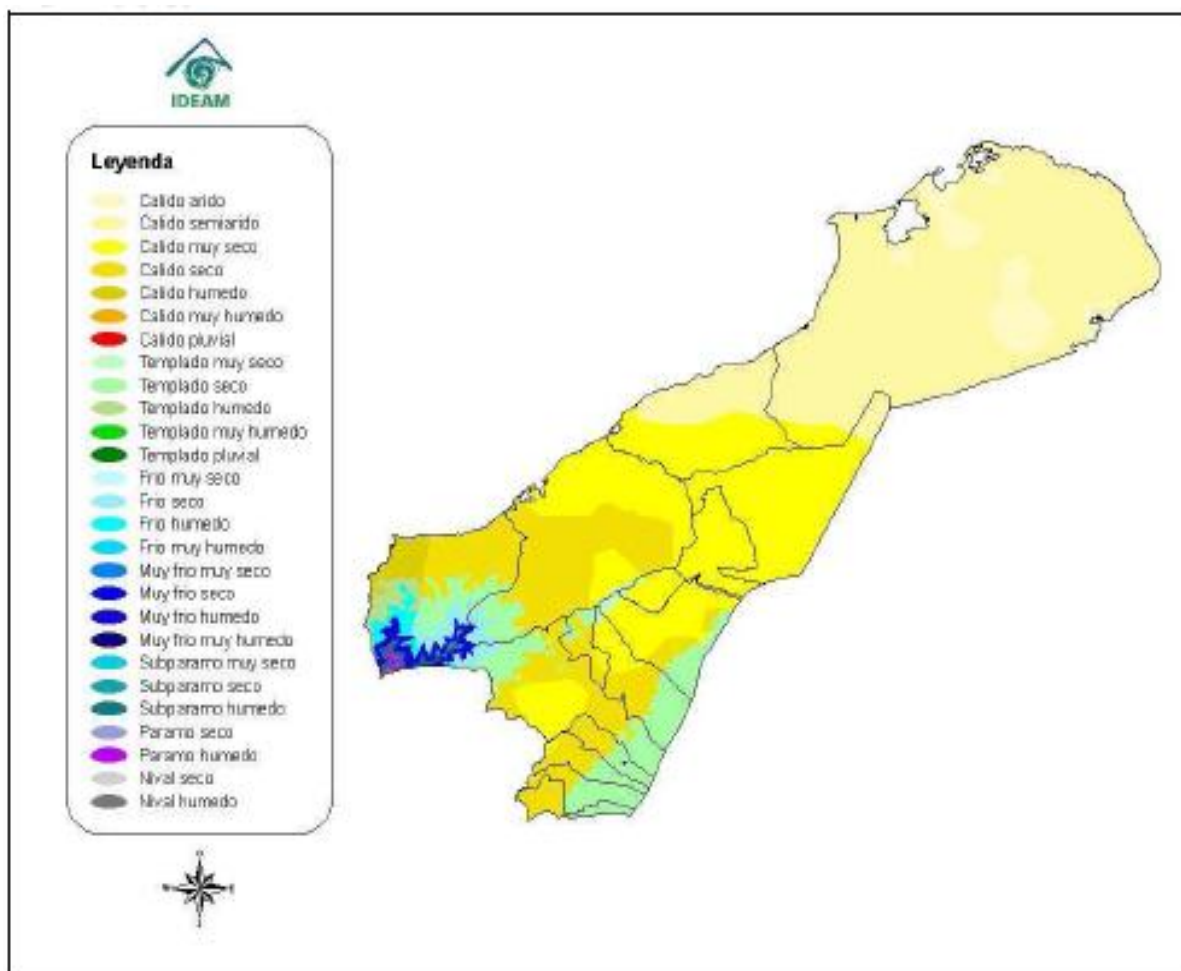 IDEAM
Leyenda
Calido arido
Calido semiarido
Calido muy seco
Calido seco
Calido humedo
Calido muy humedo
Cálido pluvial
Templado muy seco
Templado seco
Templado humedo
Templado muy humedo
Templado pluvial
Frio muy seco
Frio seco
Frio humedo
Frio muy humedo
Muy frio muy seco
Muy frio seco
Muy frio humedo
Muy frio muy humedo
Subparamo muy seco
Subparamo seco
Subparamo humedo
Paramo seco
Paramo humedo
Nival seco
Nival humedo